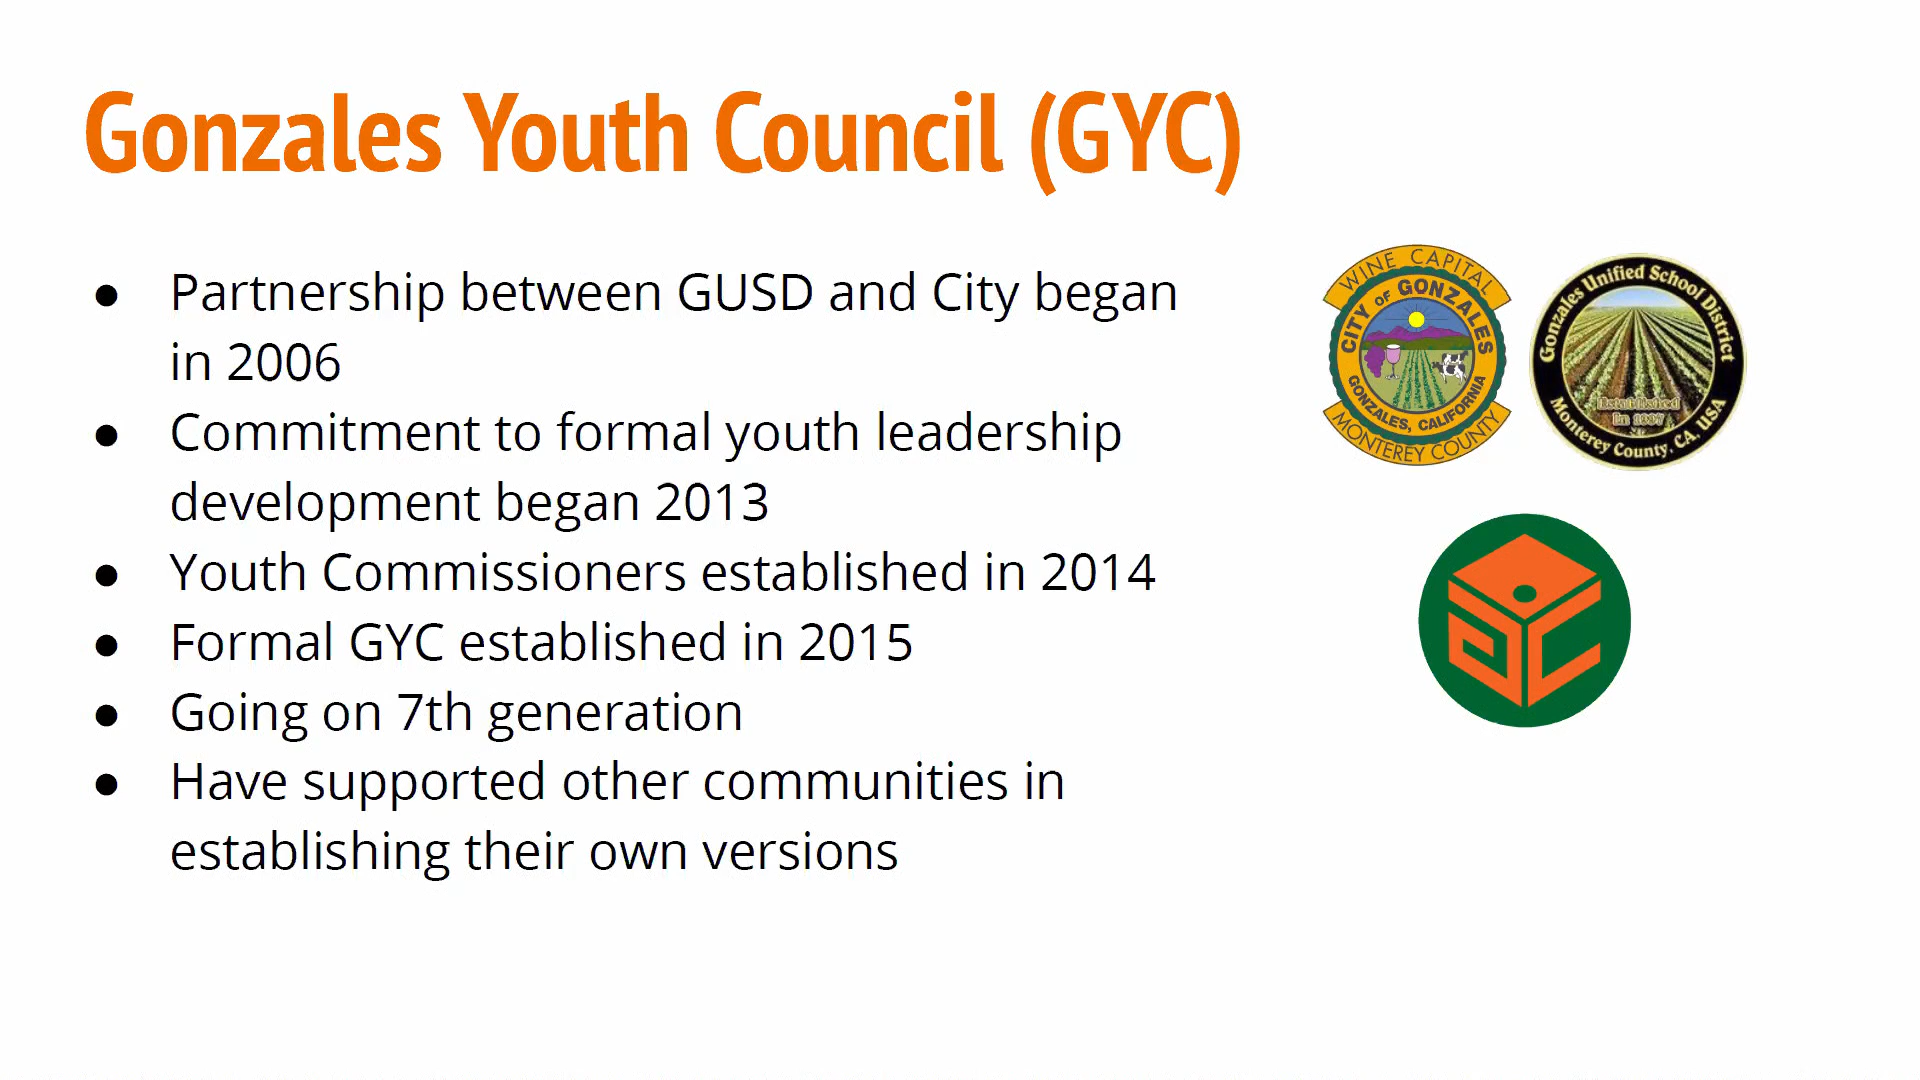 Gonzales Youth Council (GYC)
● Partnership between GUSD and City began
in 2006
● Commitment to formal youth leadership
development began 2013
● Youth Commissioners established in 2014
● Formal GYC established in 2015
● Going on 7th generation
● Have supported other communities in
establishing their own versions
WINE CAPITAL
CITY OF GONZALES
GONZALES, CALIFORNIA
MONTEREY COUNTY
Gonzales Unified School District
Established
Monterey County, CA, USA